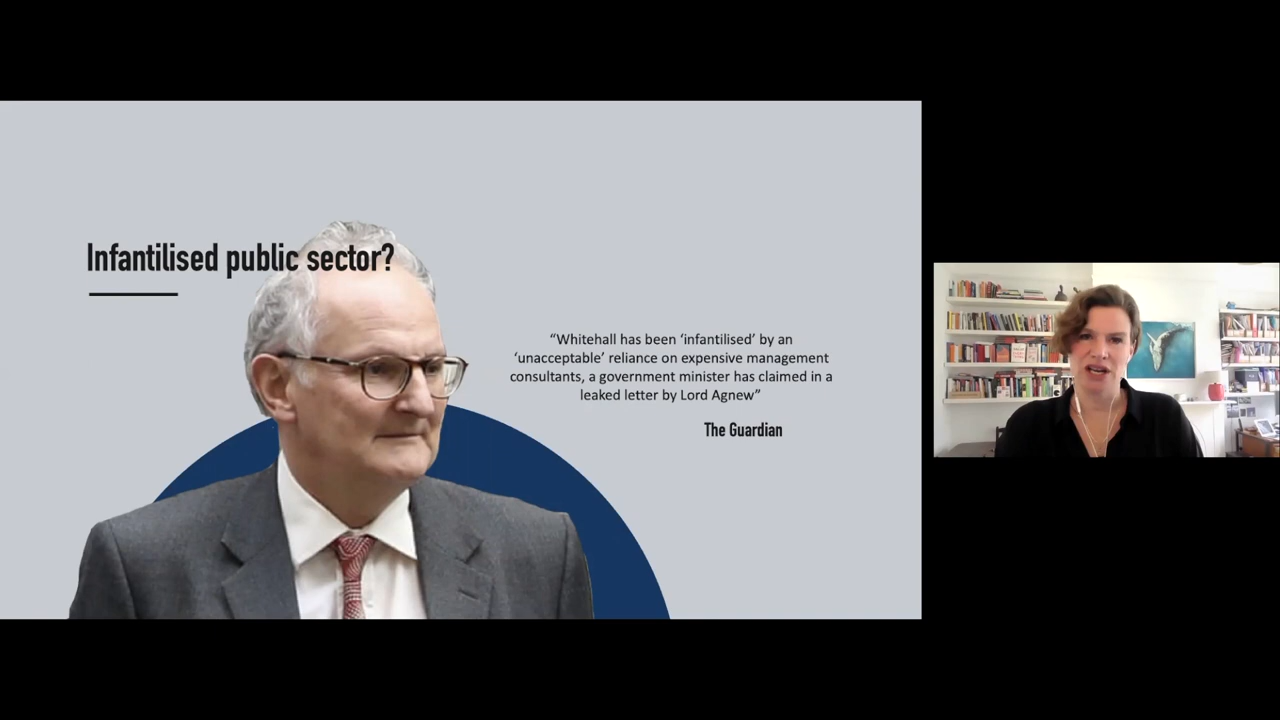 Infantilised public sector?
“Whitehall has been ‘infantilised’ by an
‘unacceptable’ reliance on expensive management
consultants, a government minister has claimed in a
leaked letter by Lord Agnew”
The Guardian